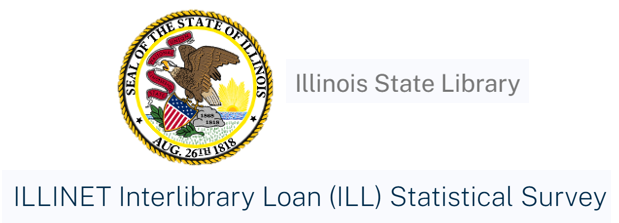 SEAL OF THE STATE OF ILLINOIS
1868
1818
AUG. 26TH 1818
Illinois State Library
ILLINET Interlibrary Loan (ILL) Statistical Survey